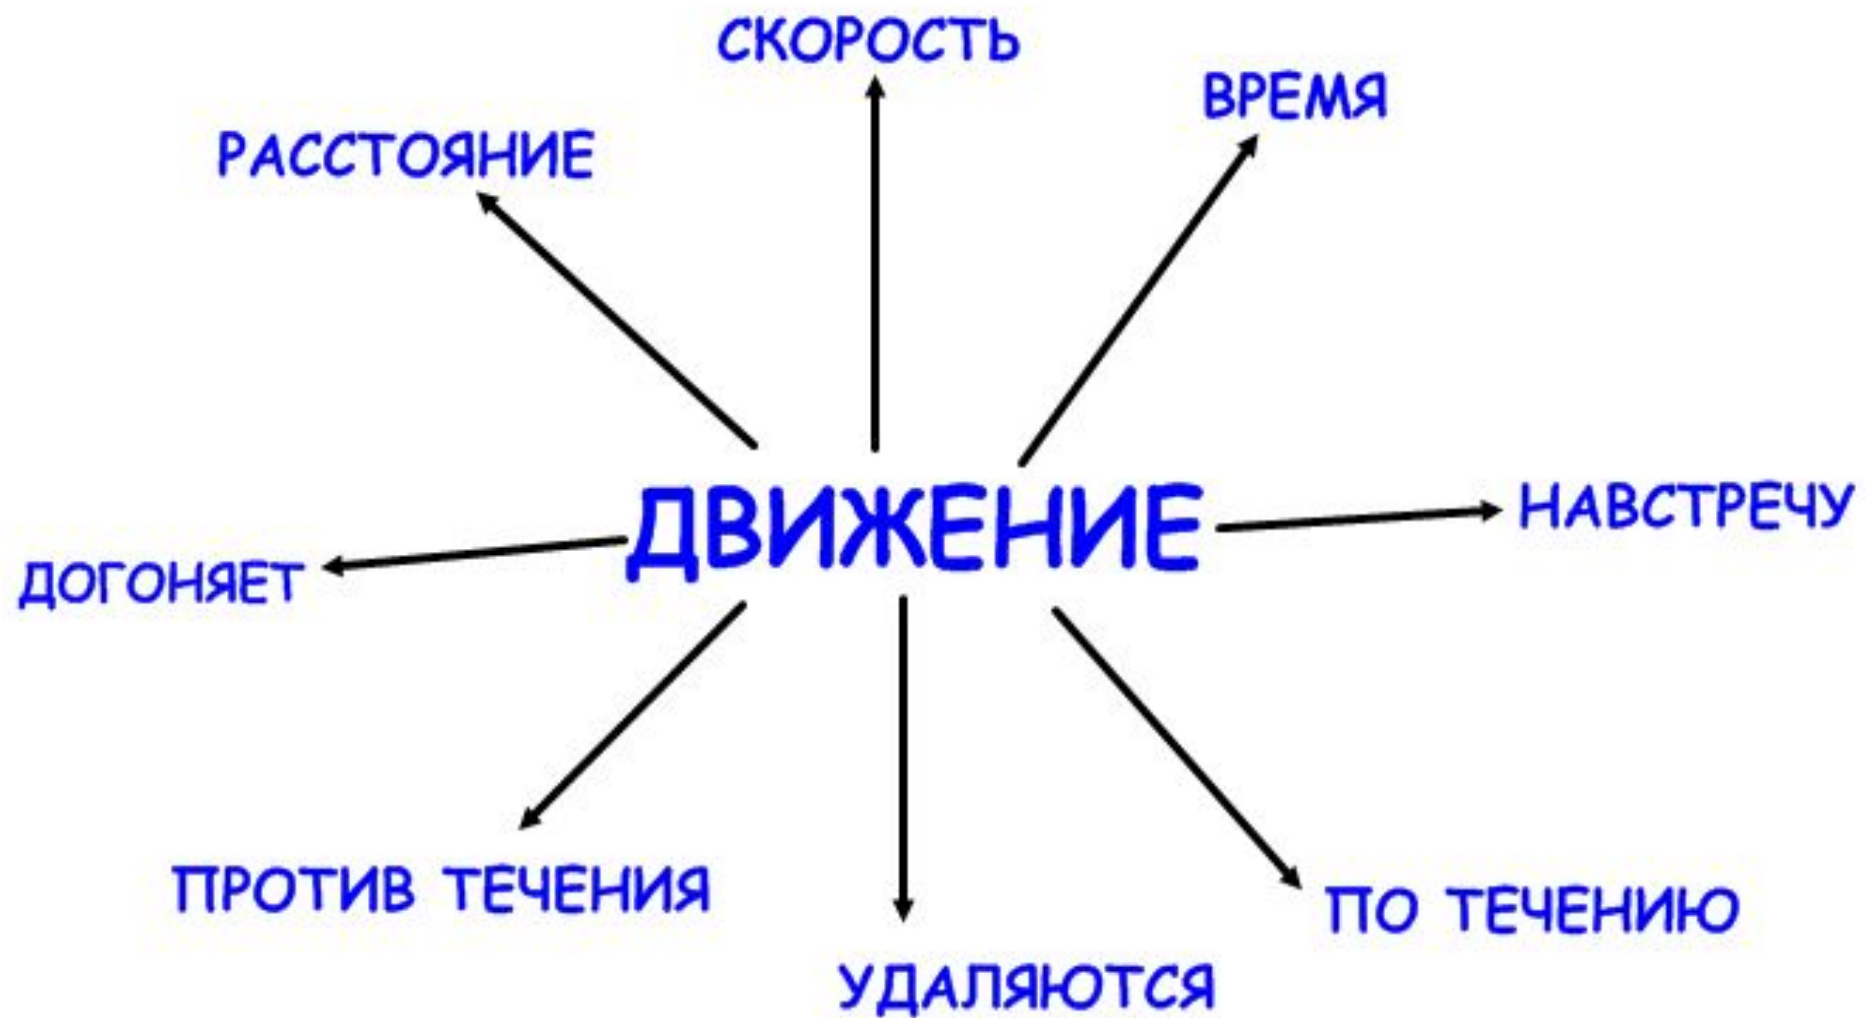 СКОРОСТЬ
ВРЕМЯ
РАССТОЯНИЕ
ДВИЖЕНИЕ
НАВСТРЕЧУ
ДОГОНЯЕТ
ПРОТИВ ТЕЧЕНИЯ
ПО ТЕЧЕНИЮ
УДАЛЯЮТСЯ